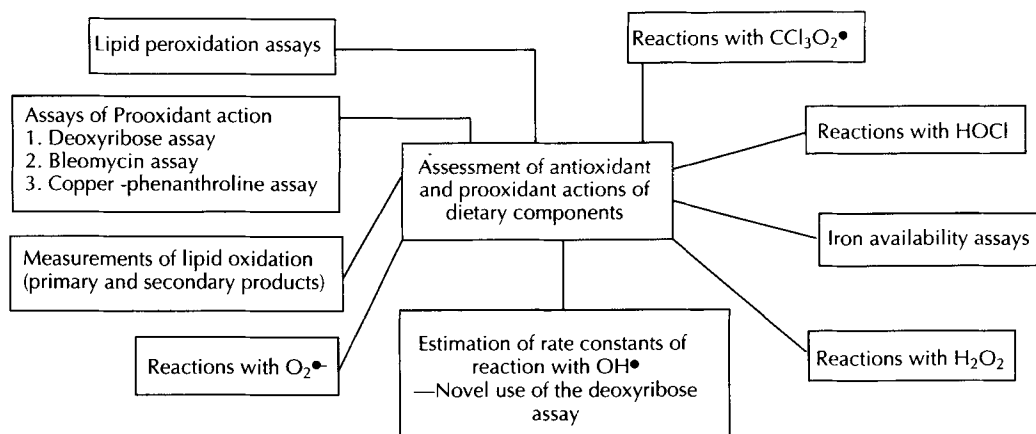 Lipid peroxidation assays
Reactions with CCl₃O₂●
Assays of Prooxidant action
1. Deoxyribose assay
2. Bleomycin assay
3. Copper -phenanthroline assay
Reactions with HOCl
Assessment of antioxidant
and prooxidant actions of
dietary components
Iron availability assays
Measurements of lipid oxidation
(primary and secondary products)
Reactions with O₂●-
Estimation of rate constants of
reaction with OH●
—Novel use of the deoxyribose
assay
Reactions with H₂O₂